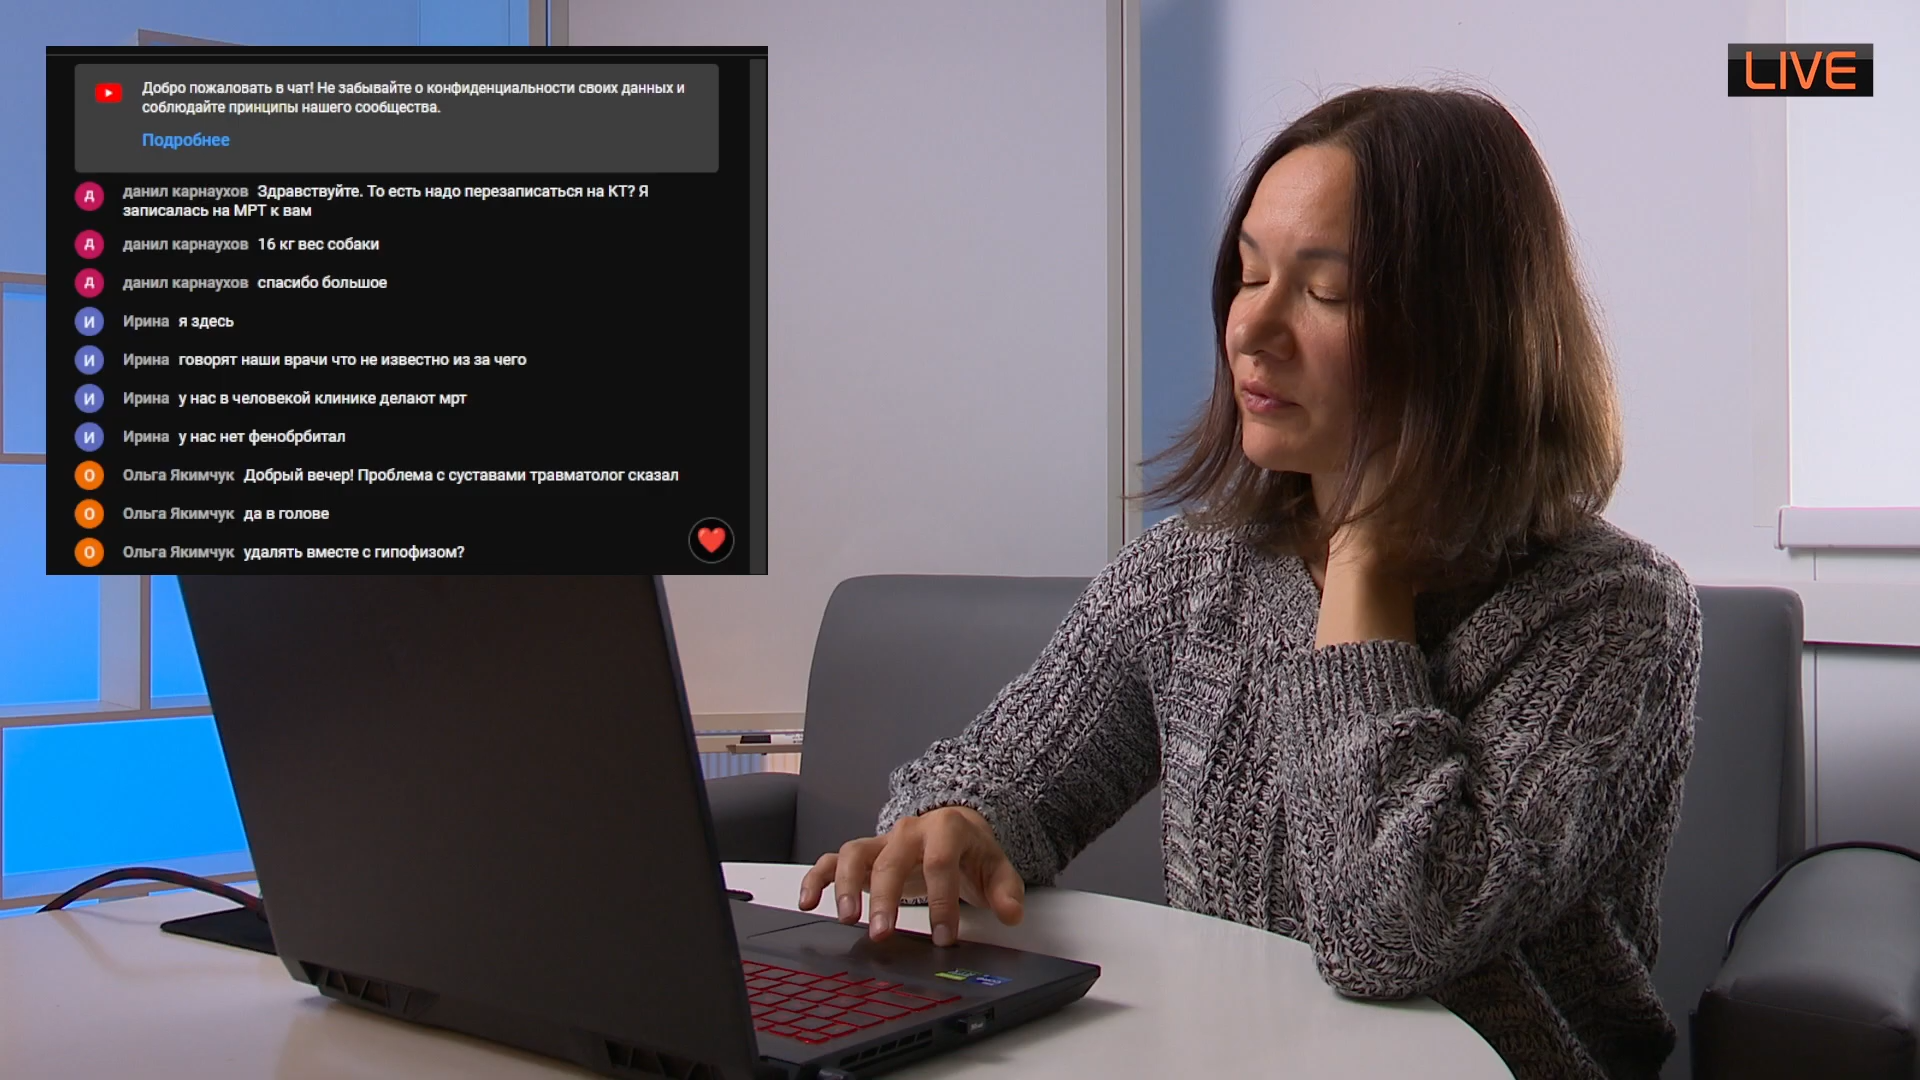 Добро пожаловать в чат! Не забывайте о конфиденциальности своих данных и
соблюдайте принципы нашего сообщества.
Подробнее
LIVE
Д данил карнаухов Здравствуйте. То есть надо перезаписаться на КТ? Я
записалась на МРТ к вам
Д данил карнаухов 16 кг вес собаки
Д данил карнаухов спасибо большое
И Ирина я здесь
И Ирина говорят наши врачи что не известно из за чего
И Ирина у нас в человекой клинике делают мрт
И Ирина у нас нет фенобрбитал
О Ольга Якимчук Добрый вечер! Проблема с суставами травматолог сказал
О Ольга Якимчук да в голове
О Ольга Якимчук удалять вместе с гипофизом?